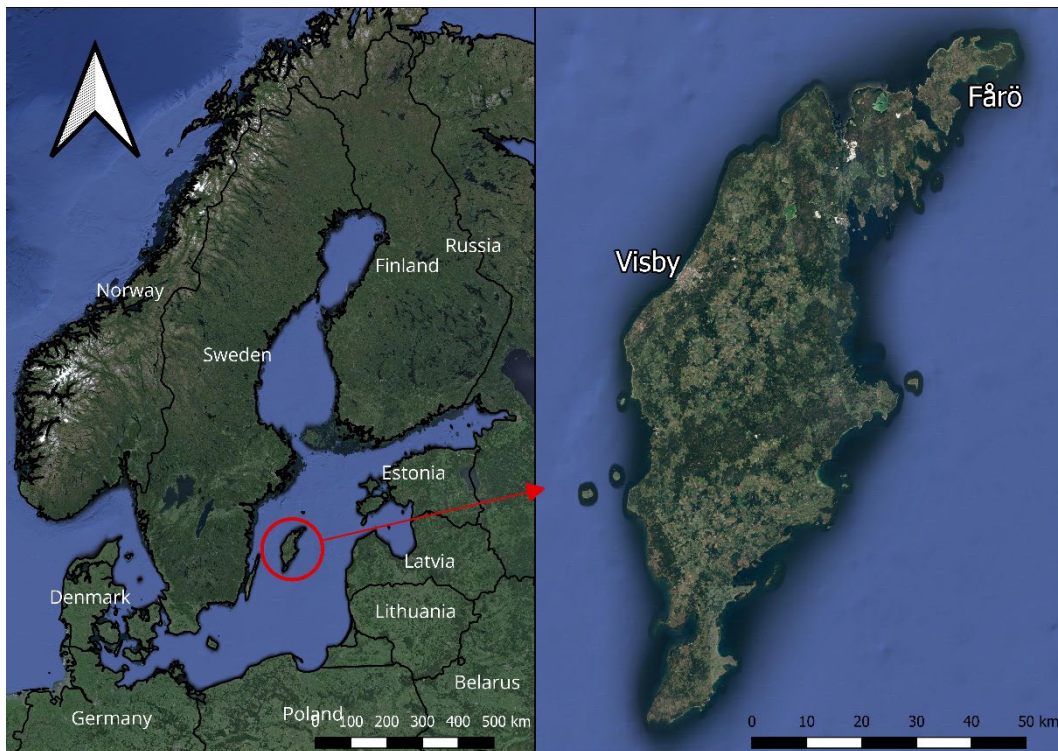 Norway
Sweden
Finland
Russia
Estonia
Latvia
Lithuania
Denmark
Belarus
Germany
Poland
0 100 200 300 400 500 km
Fårö
Visby
0 10 20 30 40 50 km